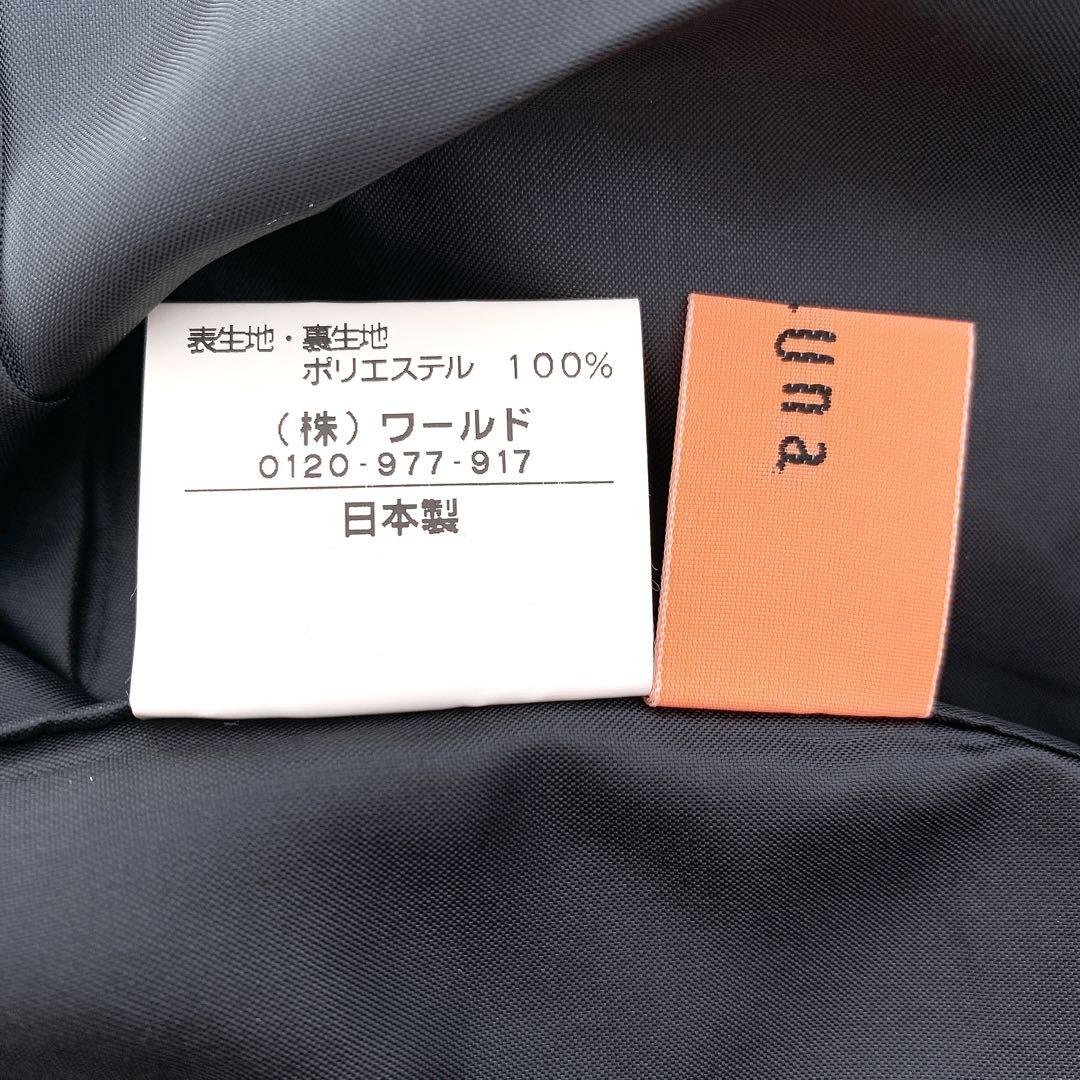 表生地・裏生地
ポリエステル 100%
(株)ワールド
0120-977-917
日本製
una